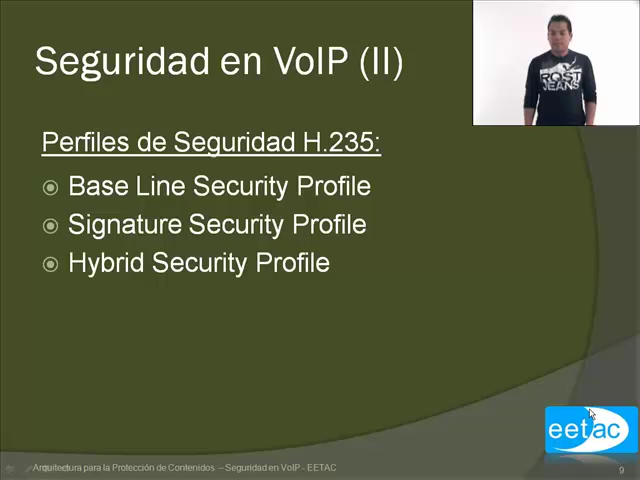 Seguridad en VoIP (II)
Perfiles de Seguridad H.235:
Base Line Security Profile
Signature Security Profile
Hybrid Security Profile
RQST
JEANS
eetac
Arquitectura para la Protección de Contenidos – Seguridad en VoIP - EETAC
9